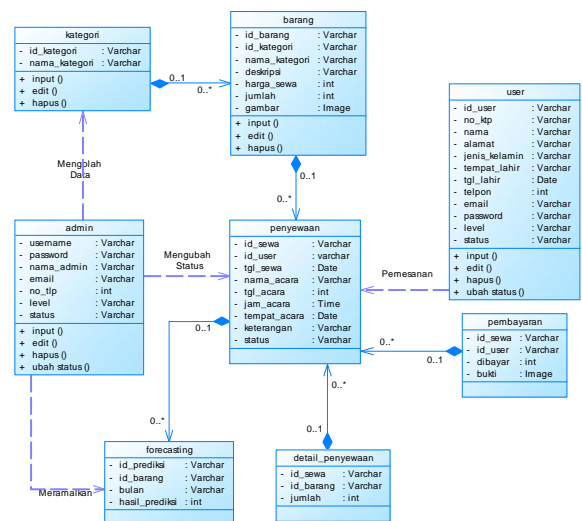 kategori
- id_kategori : Varchar
- nama_kategori : Varchar
+ input ()
+ edit ()
+ hapus ()
0..1
0..*
barang
- id_barang : Varchar
- id_kategori : Varchar
- nama_kategori : Varchar
- deskripsi : Varchar
- harga_sewa : int
- jumlah : int
- gambar : Image
+ input ()
+ edit ()
+ hapus ()
0..1
0..*
user
- id_user : Varchar
- no_ktp : Varchar
- nama : Varchar
- alamat : Varchar
- jenis_kelamin : Varchar
- tempat_lahir : Varchar
- tgl_lahir : Date
- telpon : int
- email : Varchar
- password : Varchar
- level : Varchar
- status : Varchar
+ input ()
+ edit ()
+ hapus ()
+ ubah status ()
Mengolah
Data
admin
- username : Varchar
- password : Varchar
- nama_admin : Varchar
- email : Varchar
- no_tlp : int
- level : Varchar
- status : Varchar
+ input ()
+ edit ()
+ hapus ()
+ ubah status ()
Mengubah
Status
penyewaan
- id_sewa : Varchar
- id_user : varchar
- tgl_sewa : Date
- nama_acara : Varchar
- tgl_acara : int
- jam_acara : Time
- tempat_acara : Date
- keterangan : Varchar
- status : Varchar
Pemesanan
0..1
0..*
0..*
0..1
pembayaran
- id_sewa : Varchar
- id_user : Varchar
- dibayar : int
- bukti : Image
0..*
0..1
Meramalkan
forecasting
- id_prediksi : Varchar
- id_barang : Varchar
- bulan : Varchar
- hasil_prediksi : int
detail_penyewaan
- id_sewa : Varchar
- id_barang : Varchar
- jumlah : int